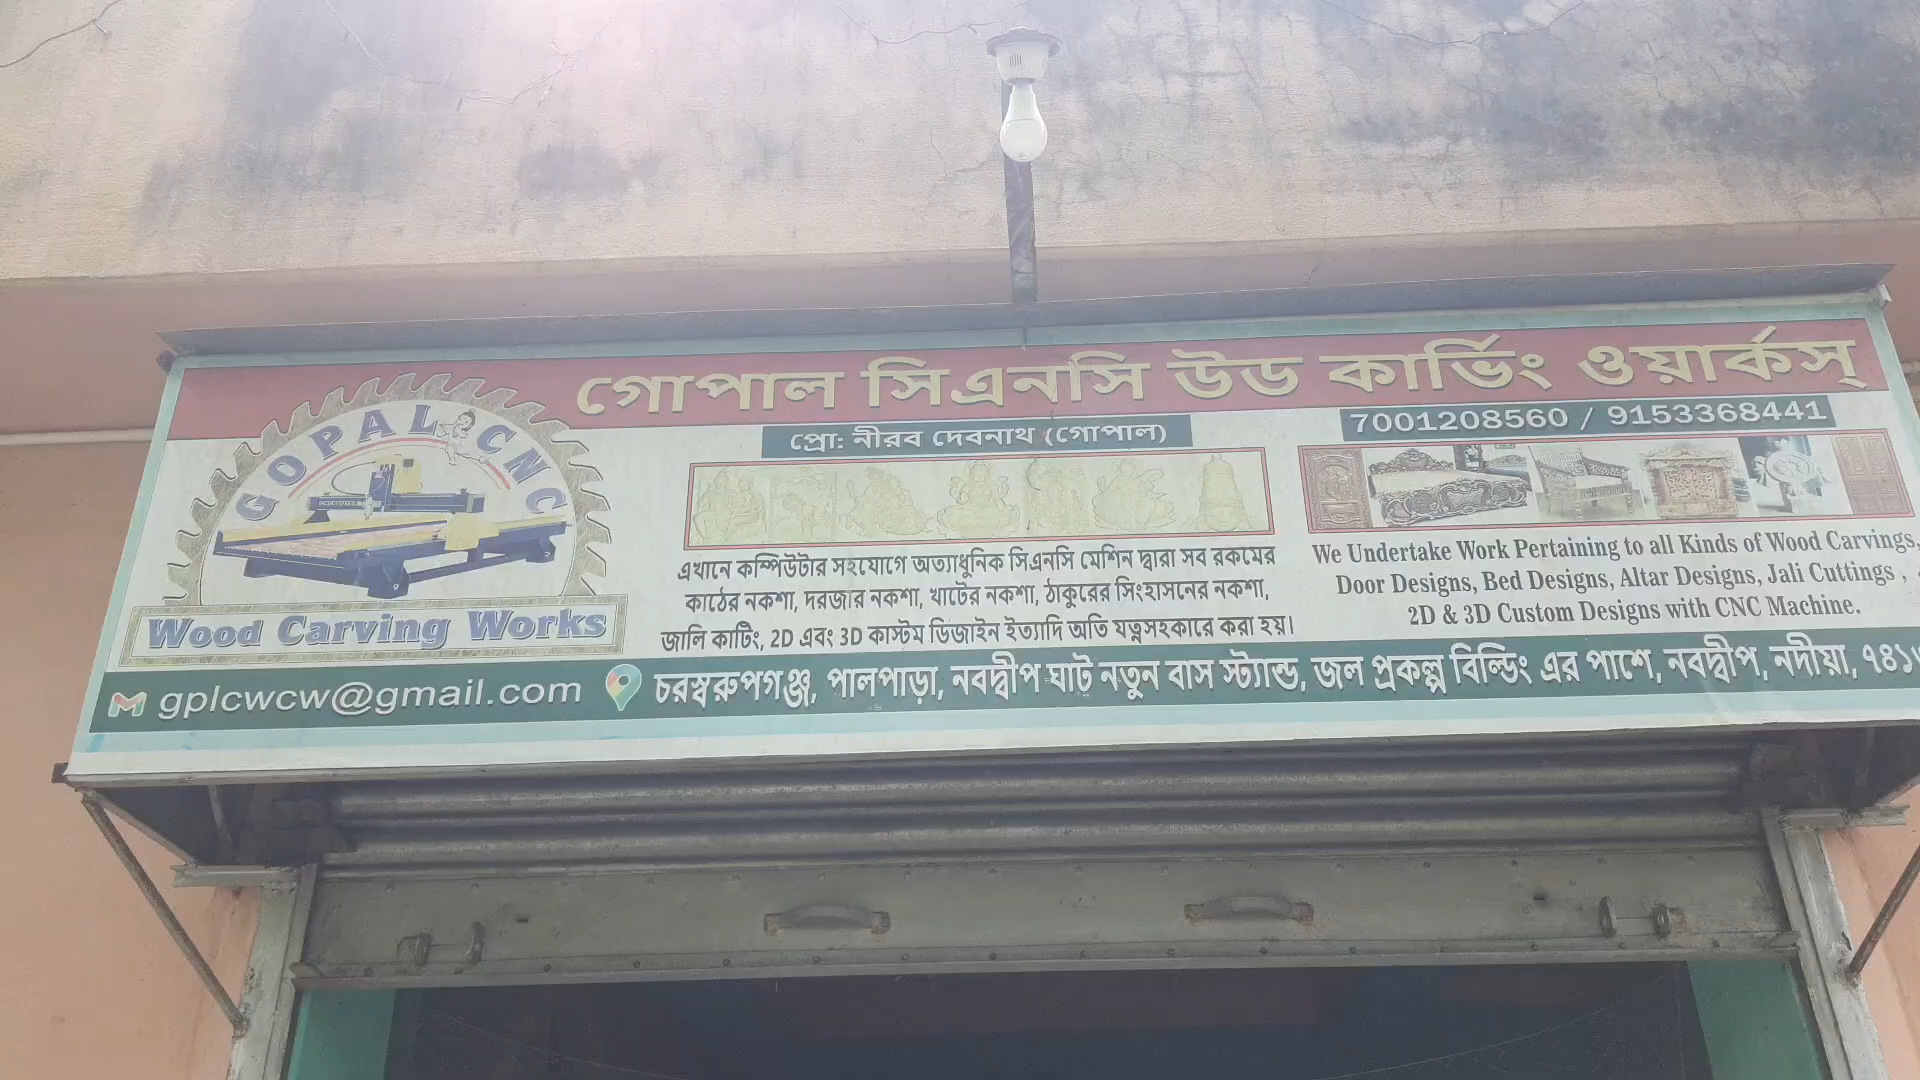 গোপাল সিএনসি উড কার্ভিং ওয়ার্কস্
GOPAL CNC
Wood Carving Works
প্রো: নীরব দেবনাথ (গোপাল)
7001208560 / 9153368441
এখানে কম্পিউটার সহযোগে অত্যাধুনিক সিএনসি মেশিন দ্বারা সব রকমের
কাঠের নকশা, দরজার নকশা, খাটের নকশা, ঠাকুরের সিংহাসনের নকশা,
জালি কাটিং, 2D এবং 3D কাস্টম ডিজাইন ইত্যাদি অতি যত্নসহকারে করা হয়।
We Undertake Work Pertaining to all Kinds of Wood Carvings,
Door Designs, Bed Designs, Altar Designs, Jali Cuttings ,
2D & 3D Custom Designs with CNC Machine.
gplcwcw@gmail.com
চরস্বরুপগঞ্জ, পালপাড়া, নবদ্বীপ ঘাট নতুন বাস স্ট্যান্ড, জল প্রকল্প বিল্ডিং এর পাশে, নবদ্বীপ, নদীয়া,